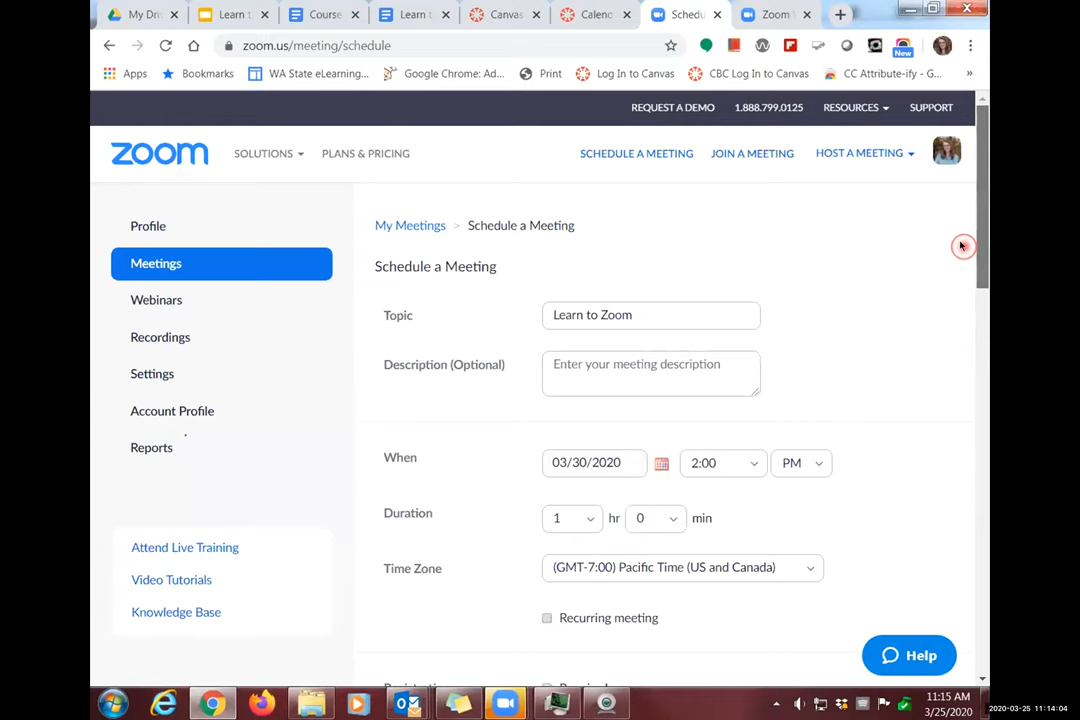 My Dri
Learn t
Course
Learn t
Canvas
Calend
Schedu
Zoom
zoom.us/meeting/schedule
New
Apps
Bookmarks
WA State eLearning...
Google Chrome: Ad...
Print
Log In to Canvas
CBC Log In to Canvas
CC Attribute-ify - G...
»
REQUEST A DEMO
1.888.799.0125
RESOURCES
SUPPORT
zoom
SOLUTIONS
PLANS & PRICING
SCHEDULE A MEETING
JOIN A MEETING
HOST A MEETING
Profile
Meetings
Webinars
Recordings
Settings
Account Profile
Reports
Attend Live Training
Video Tutorials
Knowledge Base
My Meetings > Schedule a Meeting
Schedule a Meeting
Topic
Learn to Zoom
Description (Optional)
Enter your meeting description
When
03/30/2020
2:00
PM
Duration
1 hr 0 min
Time Zone
(GMT-7:00) Pacific Time (US and Canada)
Recurring meeting
Help
11:15 AM
3/25/2020
2020-03-25 11:14:04